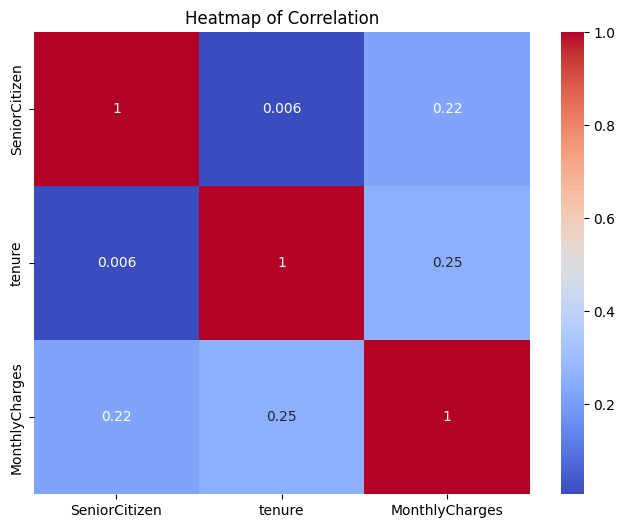 Heatmap of Correlation
SeniorCitizen
tenure
MonthlyCharges
1
0.006
0.22
0.006
1
0.25
0.22
0.25
1
SeniorCitizen
tenure
MonthlyCharges
1.0
0.8
0.6
0.4
0.2